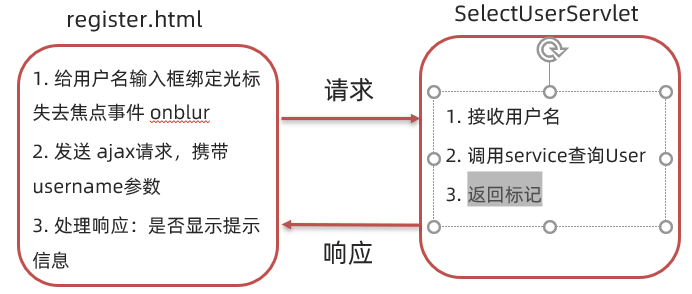 register.html
SelectUserServlet
1. 给用户名输入框绑定光标
失去焦点事件 onblur
2. 发送 ajax请求，携带
username参数
3. 处理响应：是否显示提示
信息
请求
响应
1. 接收用户名
2. 调用service查询User
3. 返回标记